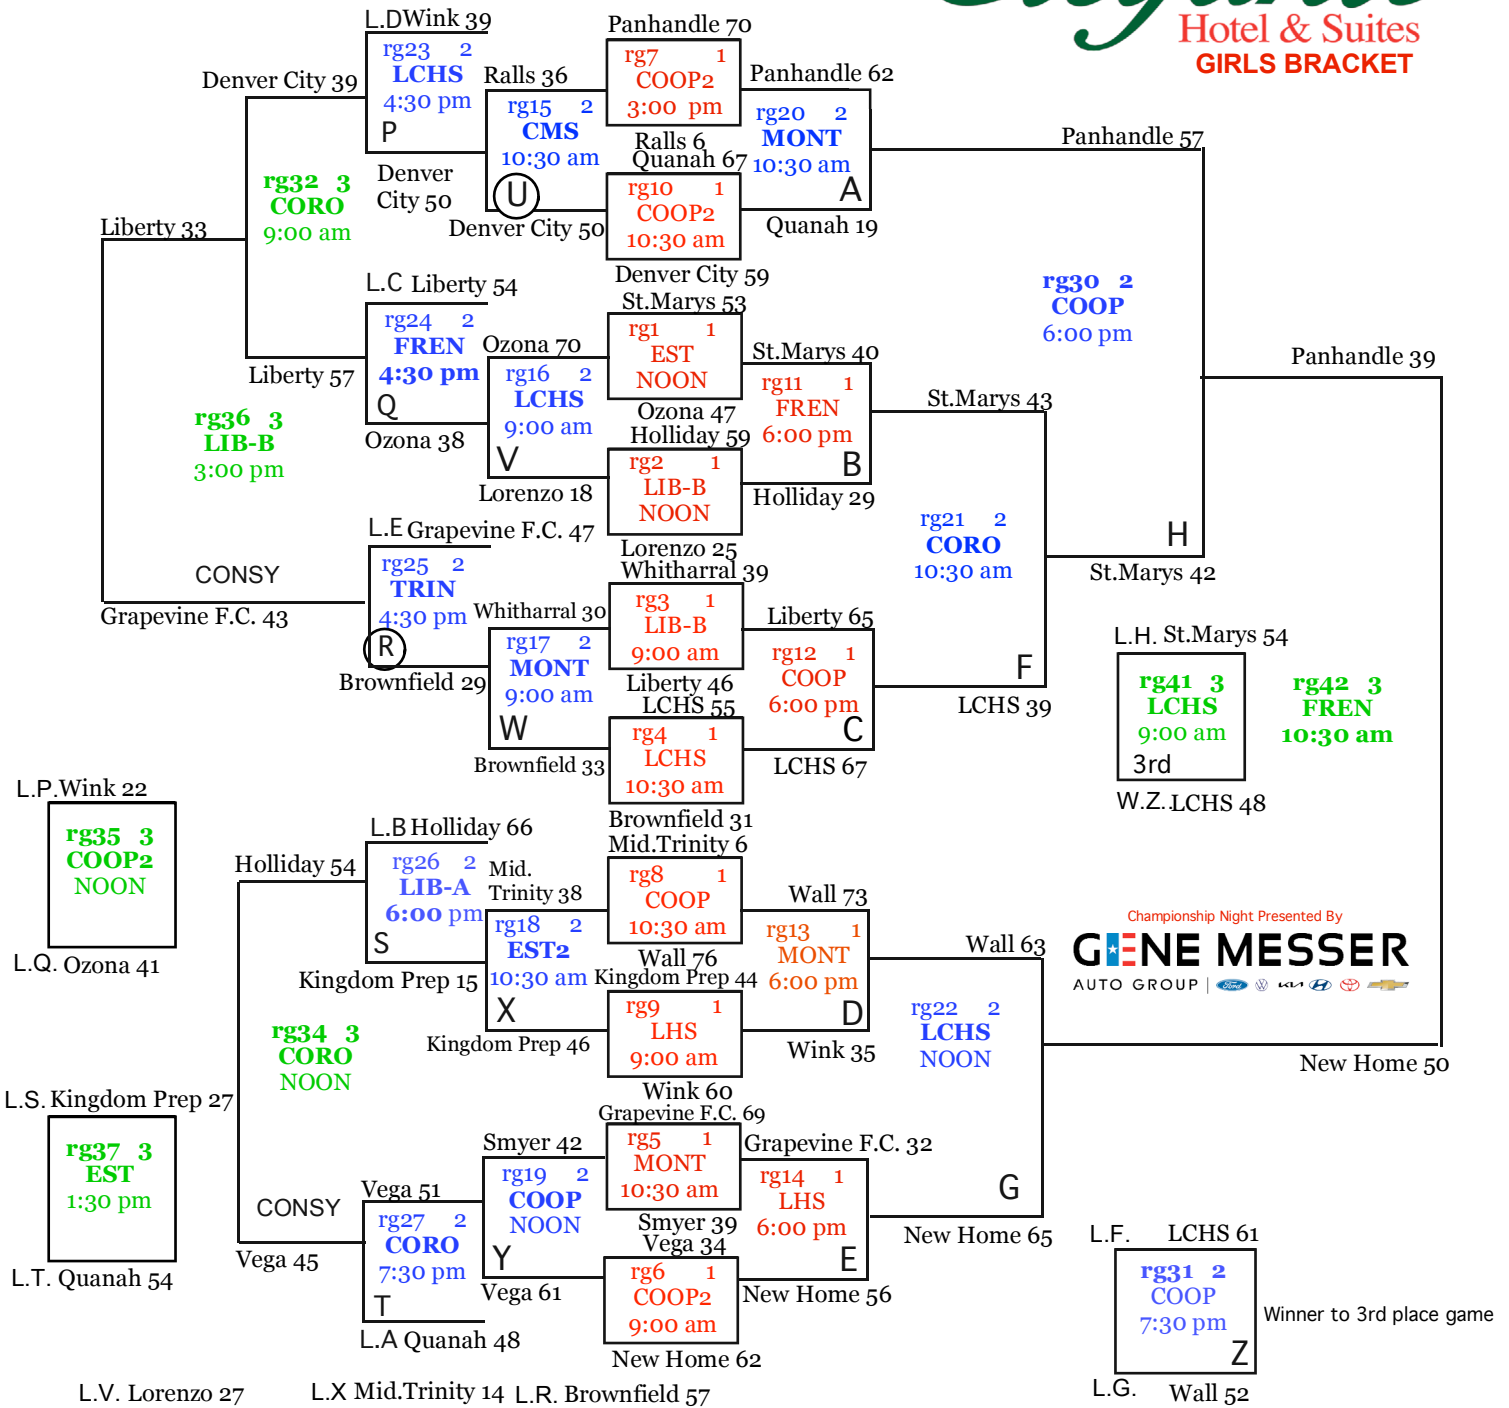 Elegante
Hotel & Suites
GIRLS BRACKET
L.D Wink 39
rg23 2
LCHS
4:30 pm
P
Denver City 39
Denver
City 50
Ralls 36
rg15 2
CMS
10:30 am
U
Denver City 50
Panhandle 70
rg7 1
COOP2
3:00 pm
Ralls 6
Quanah 67
rg10 1
COOP2
10:30 am
Denver City 59
Panhandle 62
rg20 2
MONT
10:30 am
A
Quanah 19
Panhandle 57
rg32 3
CORO
9:00 am
Liberty 33
L.C Liberty 54
rg24 2
FREN
4:30 pm
Q
Liberty 57
Ozona 38
Ozona 70
rg16 2
LCHS
9:00 am
V
Lorenzo 18
St.Marys 53
rg1 1
EST
NOON
Ozona 47
Holliday 59
rg2 1
LIB-B
NOON
Lorenzo 25
St.Marys 40
rg11 1
FREN
6:00 pm
B
Holliday 29
St.Marys 43
rg30 2
COOP
6:00 pm
Panhandle 39
rg36 3
LIB-B
3:00 pm
CONSY
Grapevine F.C. 43
L.E Grapevine F.C. 47
rg25 2
TRIN
4:30 pm
R
Brownfield 29
Whitharral 30
rg17 2
MONT
9:00 am
W
Brownfield 33
Whitharral 39
rg3 1
LIB-B
9:00 am
Liberty 46
LCHS 55
rg4 1
LCHS
10:30 am
Brownfield 31
Liberty 65
rg12 1
COOP
6:00 pm
C
LCHS 67
rg21 2
CORO
10:30 am
F
LCHS 39
H
St.Marys 42
L.H. St.Marys 54
rg41 3
LCHS
9:00 am
3rd
W.Z. LCHS 48
rg42 3
FREN
10:30 am
L.P. Wink 22
rg35 3
COOP2
NOON
L.Q. Ozona 41
Holliday 54
L.B Holliday 66
rg26 2
LIB-A
6:00 pm
S
Kingdom Prep 15
Mid.
Trinity 38
rg18 2
EST2
10:30 am
X
Kingdom Prep 46
Mid.Trinity 6
rg8 1
COOP
10:30 am
Wall 76
Kingdom Prep 44
rg9 1
LHS
9:00 am
Wink 60
Wall 73
rg13 1
MONT
6:00 pm
D
Wink 35
Wall 63
rg22 2
LCHS
NOON
G
Championship Night Presented By
GENE MESSER
AUTO GROUP | Ford VW KIA H
New Home 50
rg34 3
CORO
NOON
L.S. Kingdom Prep 27
rg37 3
EST
1:30 pm
L.T. Quanah 54
CONSY
Vega 45
Vega 51
rg27 2
CORO
7:30 pm
T
L.A Quanah 48
Smyer 42
rg19 2
COOP
NOON
Y
Vega 61
Grapevine F.C. 69
rg5 1
MONT
10:30 am
Smyer 39
Vega 34
rg6 1
COOP2
9:00 am
New Home 62
Grapevine F.C. 32
rg14 1
LHS
6:00 pm
E
New Home 56
New Home 65
L.F. LCHS 61
rg31 2
COOP
7:30 pm
Z
L.G. Wall 52
Winner to 3rd place game
L.V. Lorenzo 27
L.X Mid.Trinity 14
L.R. Brownfield 57